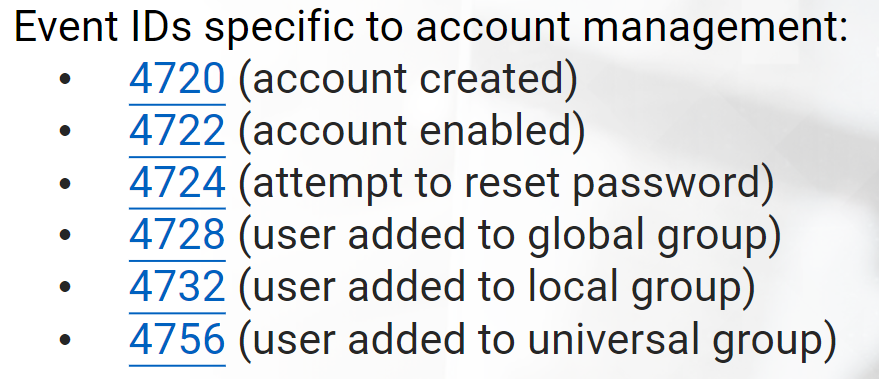 Event IDs specific to account management:
• 4720 (account created)
• 4722 (account enabled)
• 4724 (attempt to reset password)
• 4728 (user added to global group)
• 4732 (user added to local group)
• 4756 (user added to universal group)